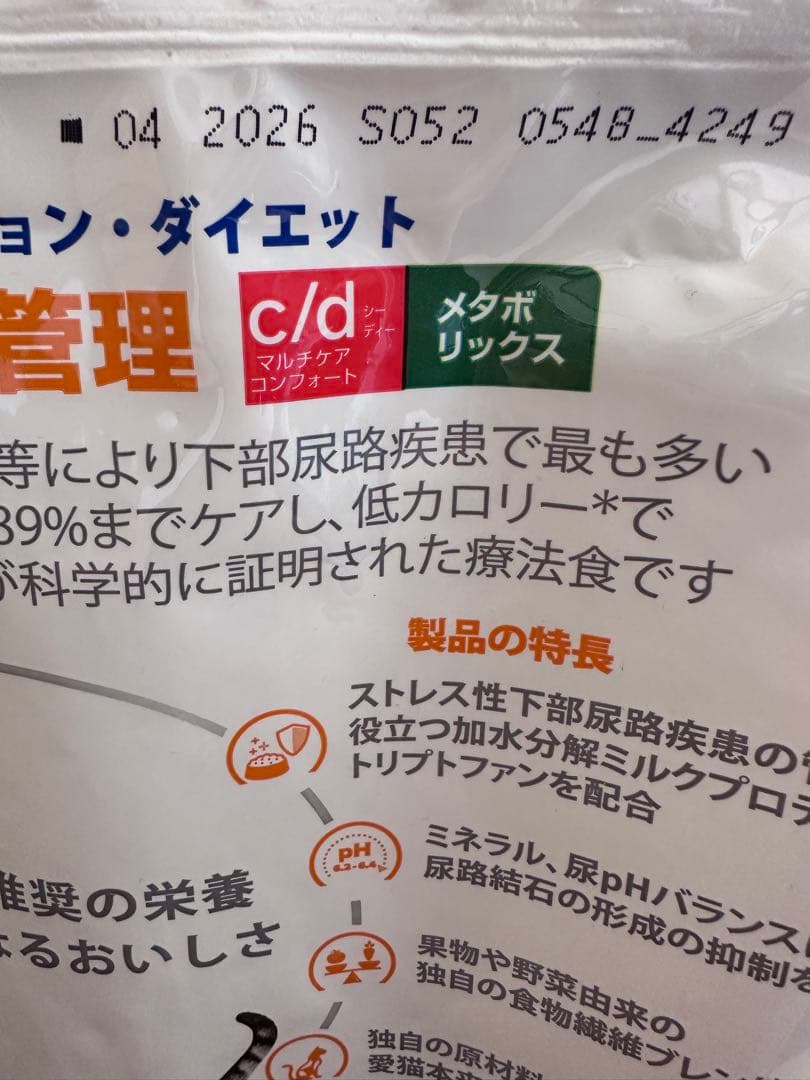 04 2026 S052 0548_4249
ョン・ダイエット
管理
c/d シーディー
マルチケア
コンフォート
メタボ
リックス
等により下部尿路疾患で最も多い
89%までケアし、低カロリー*で
が科学的に証明された療法食です
製品の特長
ストレス性下部尿路疾患の
役立つ加水分解ミルクプロテ
トリプトファンを配合
pH
6.2-6.4
ミネラル、尿pHバランス
尿路結石の形成の抑制を
推奨の栄養
なるおいしさ
果物や野菜由来の
独自の食物繊維ブレン
独自の原材料
愛猫本来